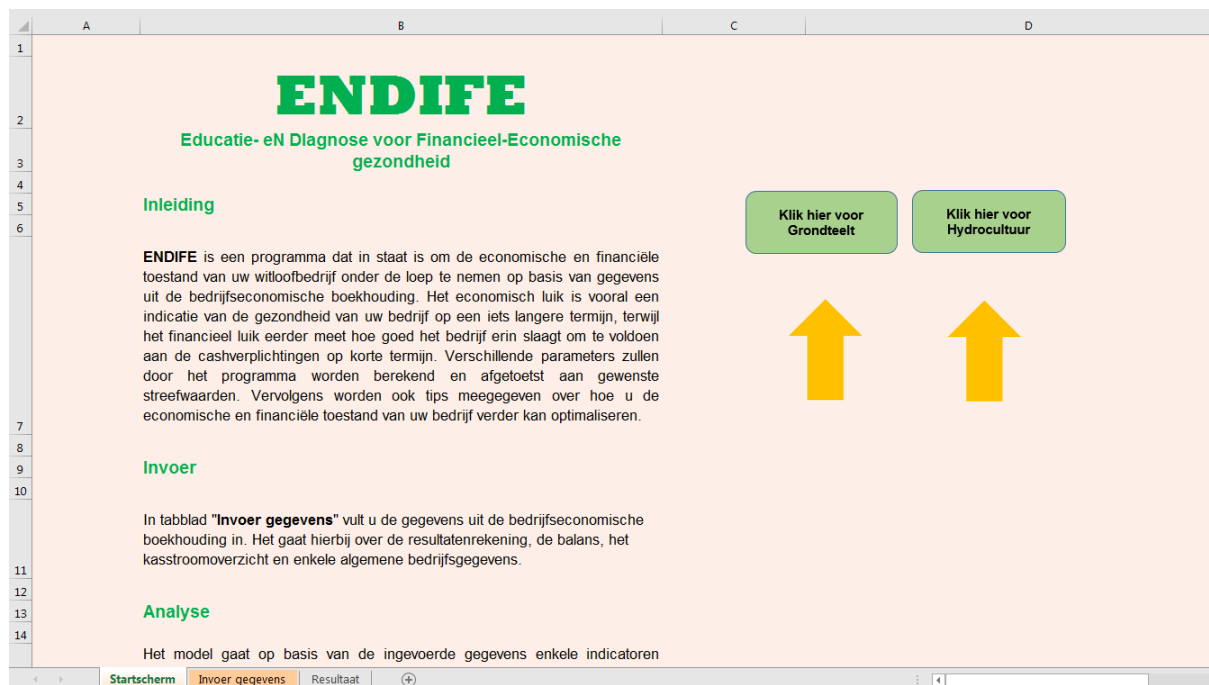 A B C D
1
ENDIFE
2
Educatie- eN DIagnose voor Financieel-Economische
gezondheid
3
4
5
Inleiding
6
Klik hier voor
Grondteelt
Klik hier voor
Hydrocultuur
ENDIFE is een programma dat in staat is om de economische en financiële
toestand van uw witloofbedrijf onder de loep te nemen op basis van gegevens
uit de bedrijfseconomische boekhouding. Het economisch luik is vooral een
indicatie van de gezondheid van uw bedrijf op een iets langere termijn, terwijl
het financieel luik eerder meet hoe goed het bedrijf erin slaagt om te voldoen
aan de cashverplichtingen op korte termijn. Verschillende parameters zullen
door het programma worden berekend en afgetoetst aan gewenste
streefwaarden. Vervolgens worden ook tips meegegeven over hoe u de
economische en financiële toestand van uw bedrijf verder kan optimaliseren.
7
8
9
Invoer
10
In tabblad "Invoer gegevens" vult u de gegevens uit de bedrijfseconomische
boekhouding in. Het gaat hierbij over de resultatenrekening, de balans, het
kasstroomoverzicht en enkele algemene bedrijfsgegevens.
11
12
13
Analyse
14
Het model gaat op basis van de ingevoerde gegevens enkele indicatoren
Startscherm Invoer gegevens Resultaat